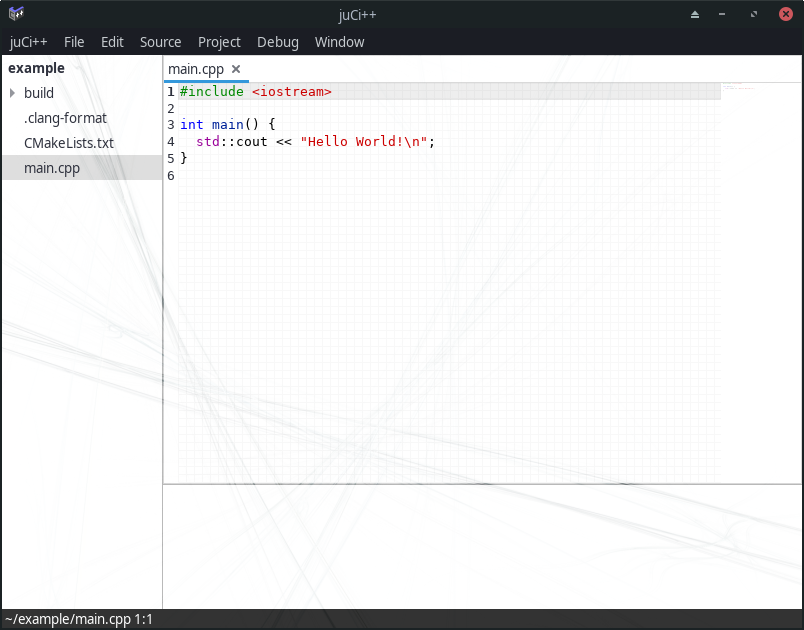 juCi++
juCi++ File Edit Source Project Debug Window
example
build
.clang-format
CMakeLists.txt
main.cpp
main.cpp
1 #include <iostream>
2
3 int main() {
4   std::cout << "Hello World!\n";
5 }
6
~/example/main.cpp 1:1